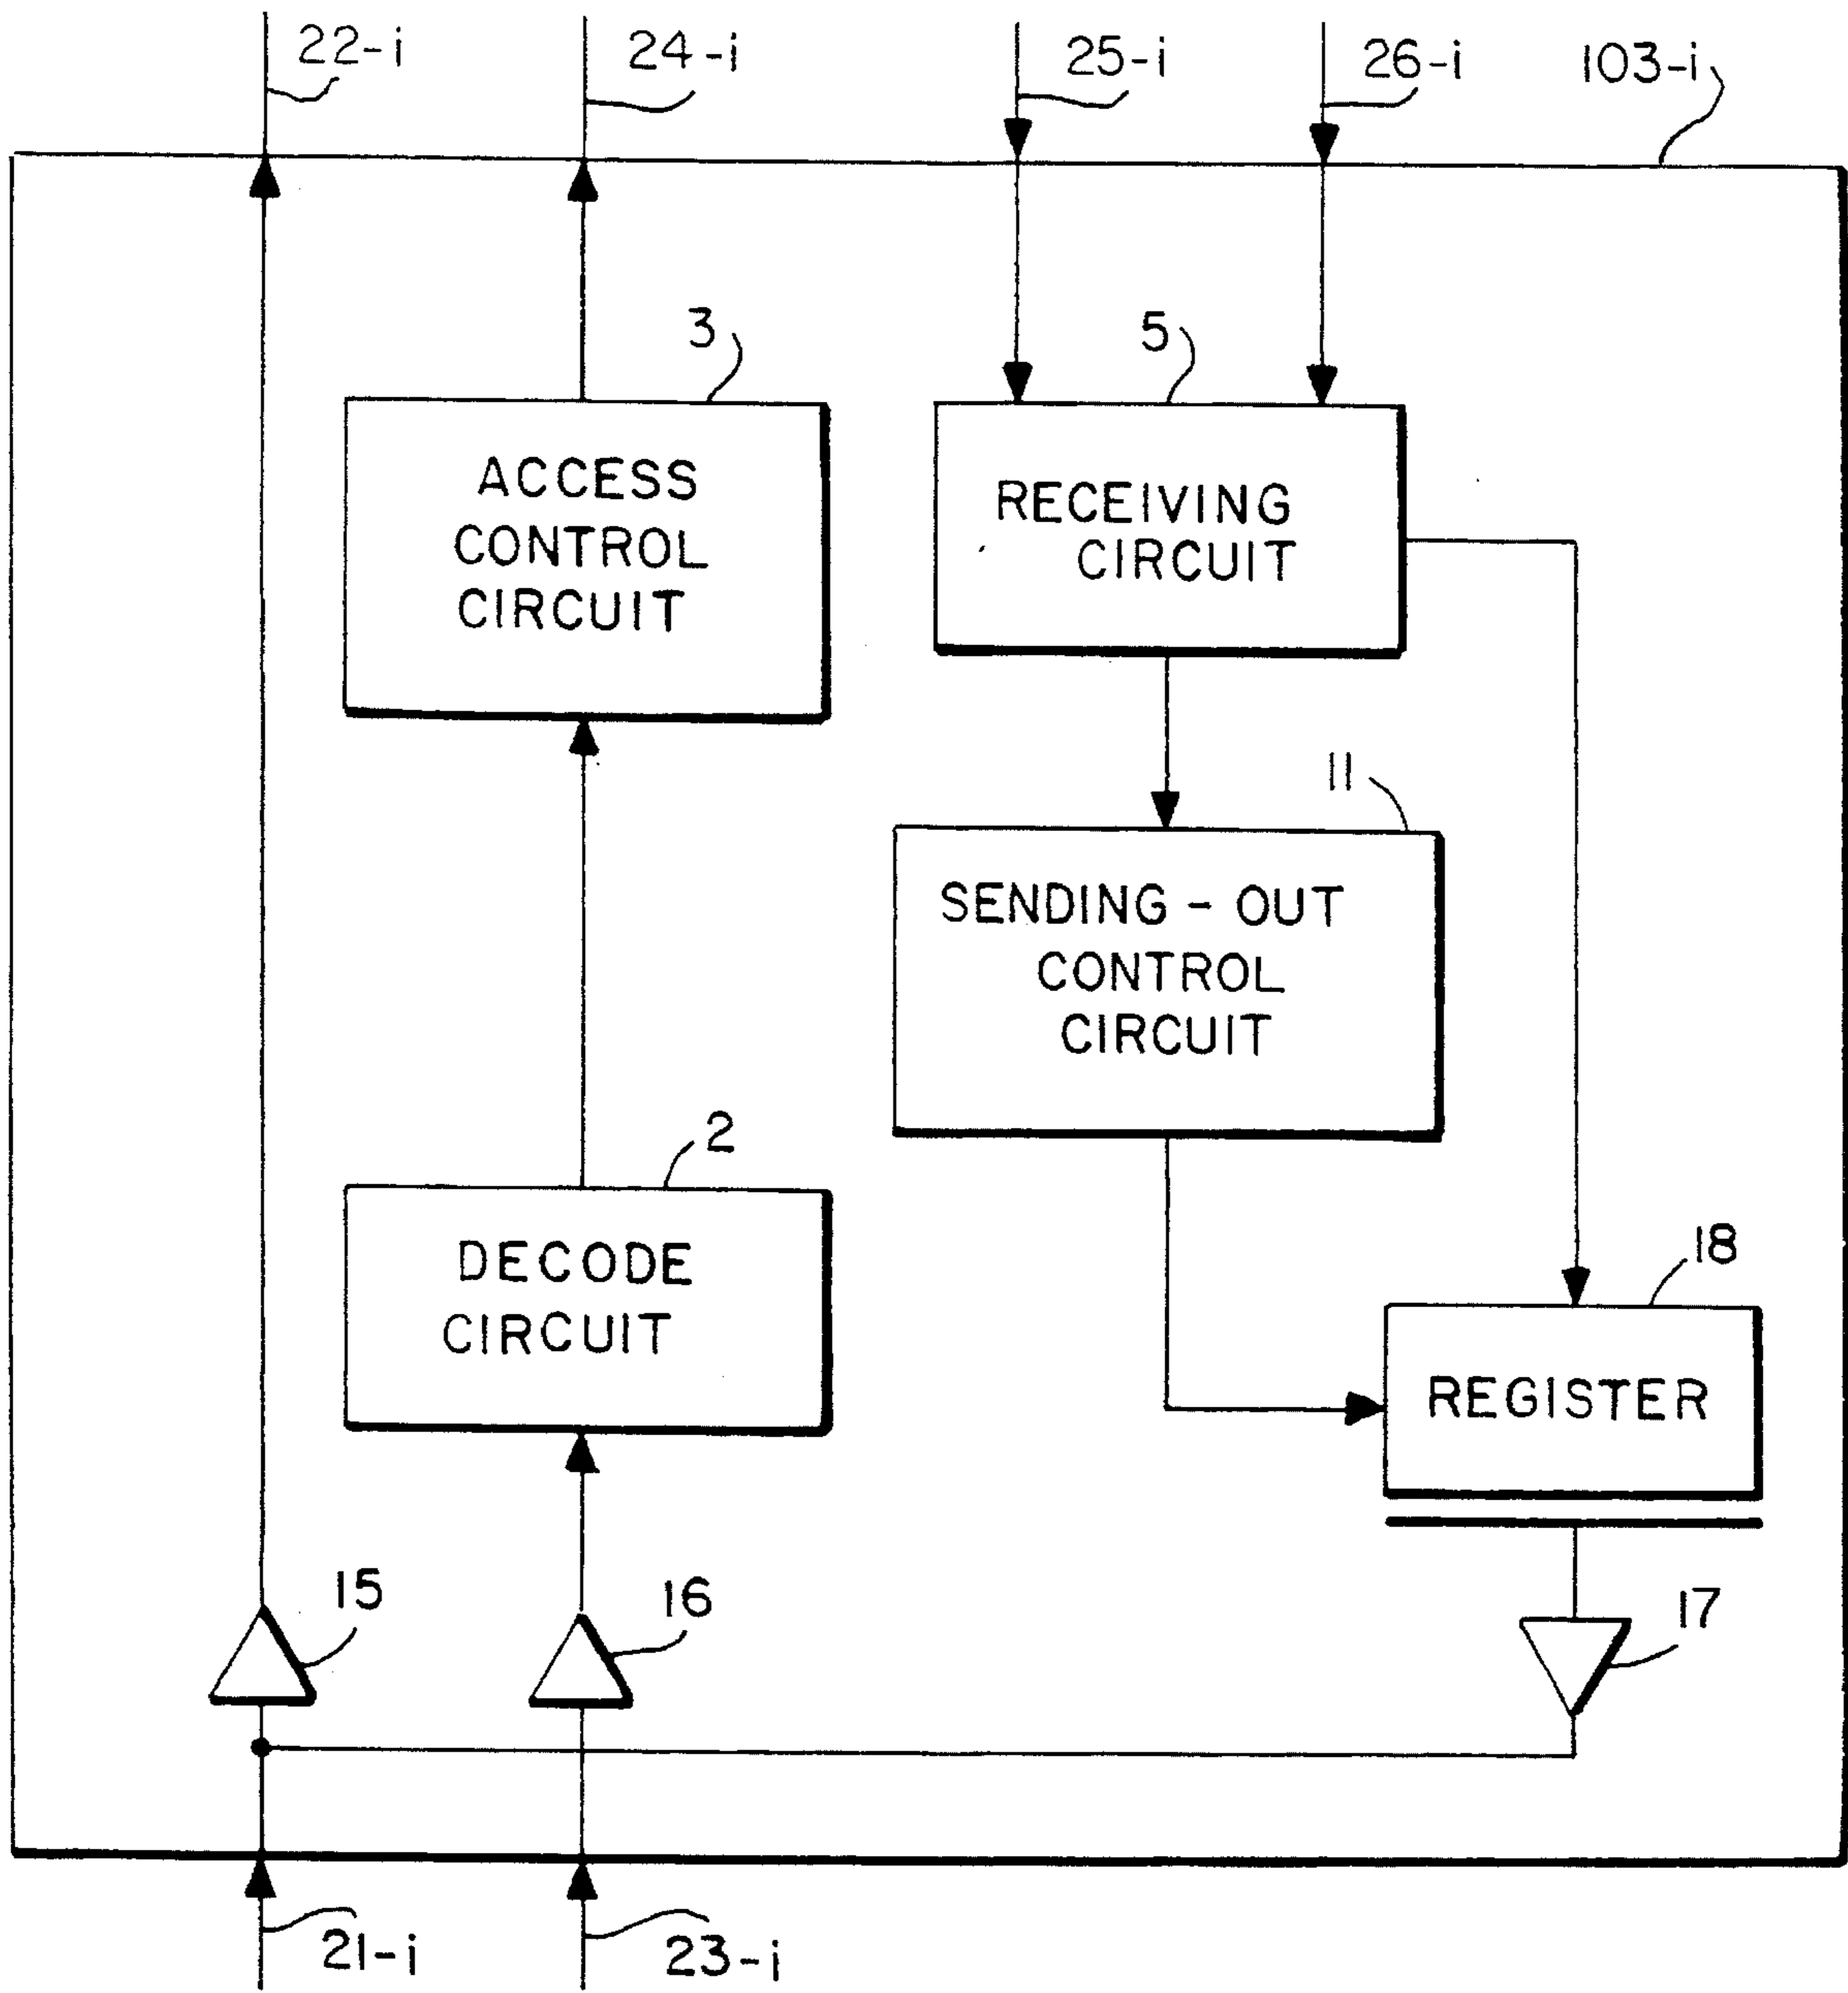 22-i
24-i
25-i
26-i
103-i
3
5
ACCESS
CONTROL
CIRCUIT
RECEIVING
CIRCUIT
11
SENDING - OUT
CONTROL
CIRCUIT
2
DECODE
CIRCUIT
18
REGISTER
15
16
17
21-i
23-i